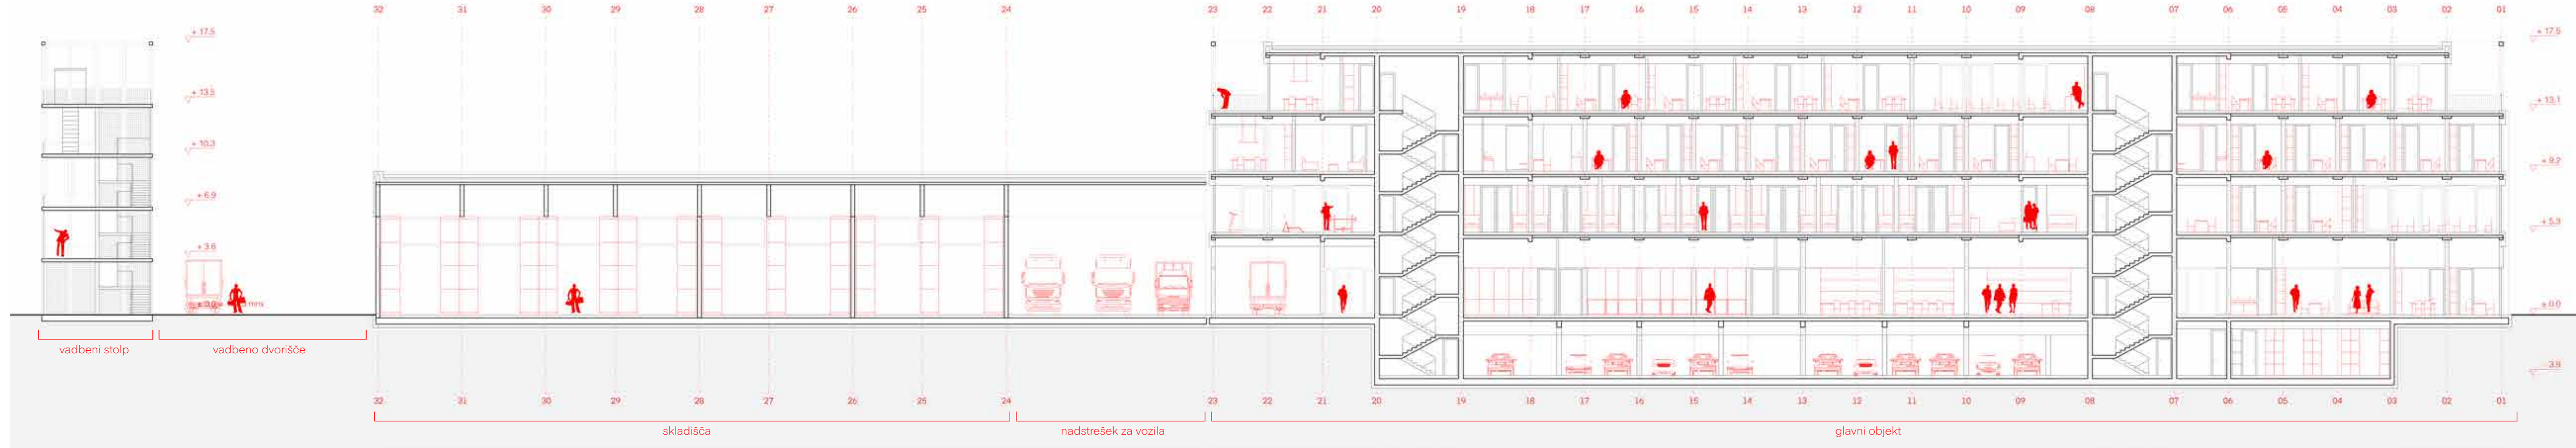 32 31 30 29 28 27 26 25 24 23 22 21 20 19 18 17 16 15 14 13 12 11 10 09 08 07 06 05 04 03 02 01
+ 17.5
+ 17.5
+ 13.5
+ 13.1
+ 10.3
+ 9.2
+ 6.9
+ 5.3
+ 3.8
± 0.0
- 3.8
vadbeni stolp
vadbeno dvorišče
32 31 30 29 28 27 26 25 24 23 22 21 20 19 18 17 16 15 14 13 12 11 10 09 08 07 06 05 04 03 02 01
skladišča
nadstrešek za vozila
glavni objekt